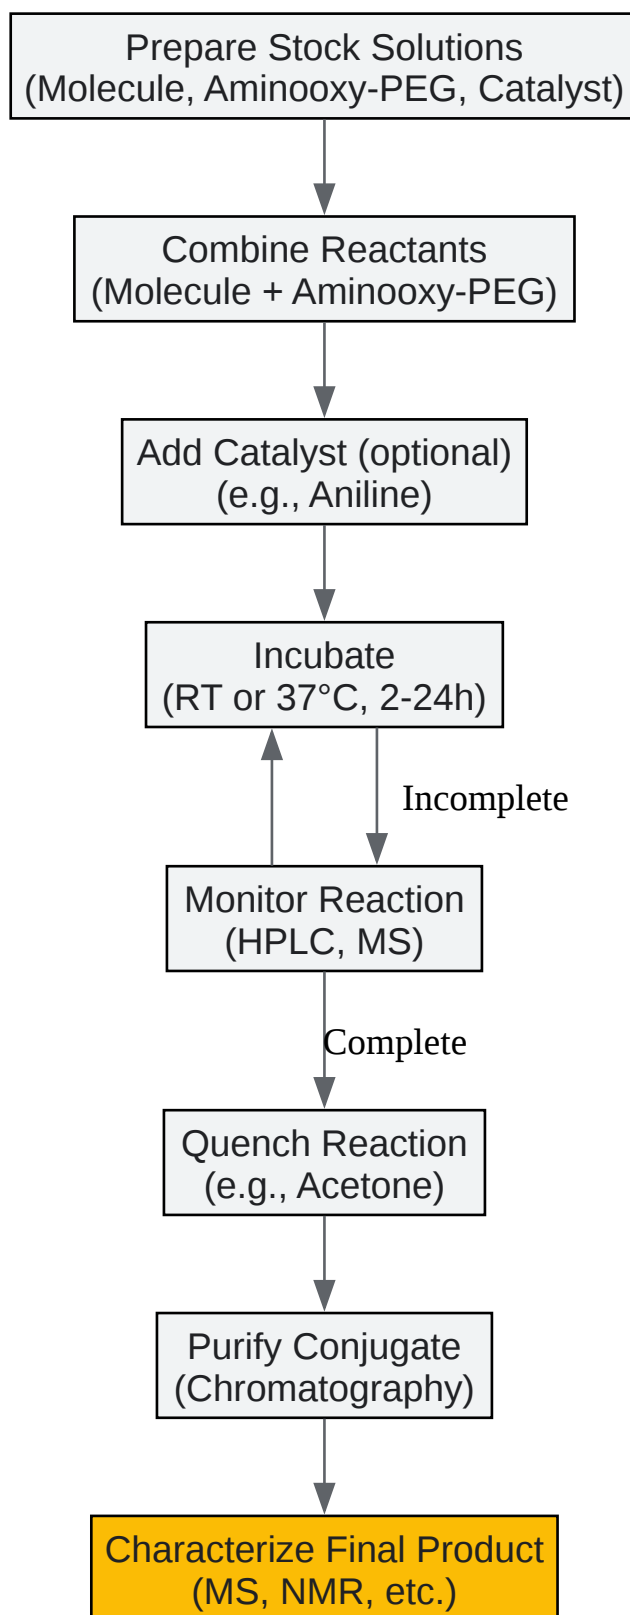 Prepare Stock Solutions
(Molecule, Aminooxy-PEG, Catalyst)
Combine Reactants
(Molecule + Aminooxy-PEG)
Add Catalyst (optional)
(e.g., Aniline)
Incubate
(RT or 37°C, 2-24h)
Incomplete
Monitor Reaction
(HPLC, MS)
Complete
Quench Reaction
(e.g., Acetone)
Purify Conjugate
(Chromatography)
Characterize Final Product
(MS, NMR, etc.)